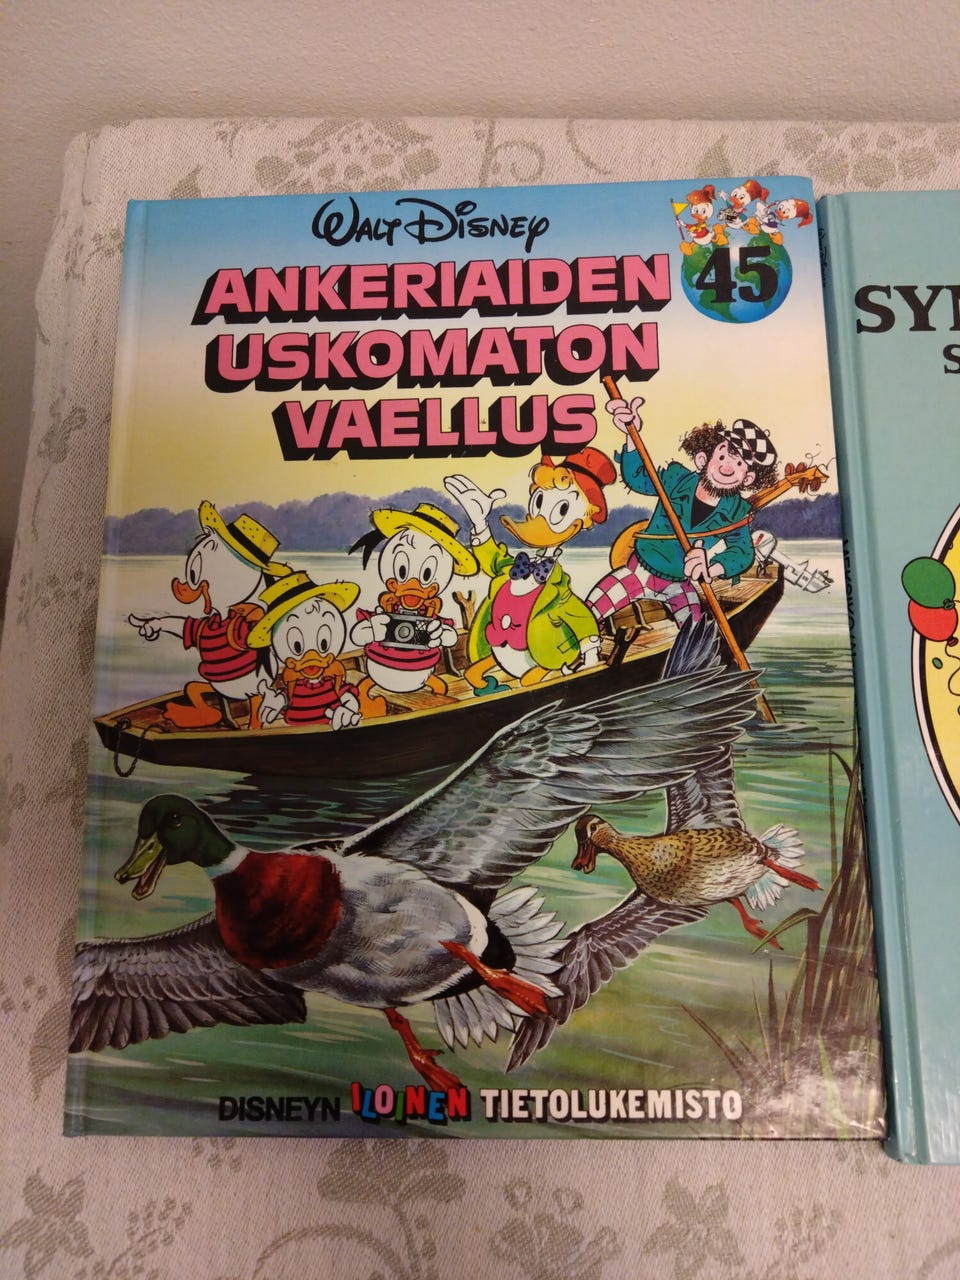 WALT DISNEY
ANKERIAIDEN
USKOMATON
VAELLUS
45
DISNEYN ILOINEN TIETOLUKEMISTO